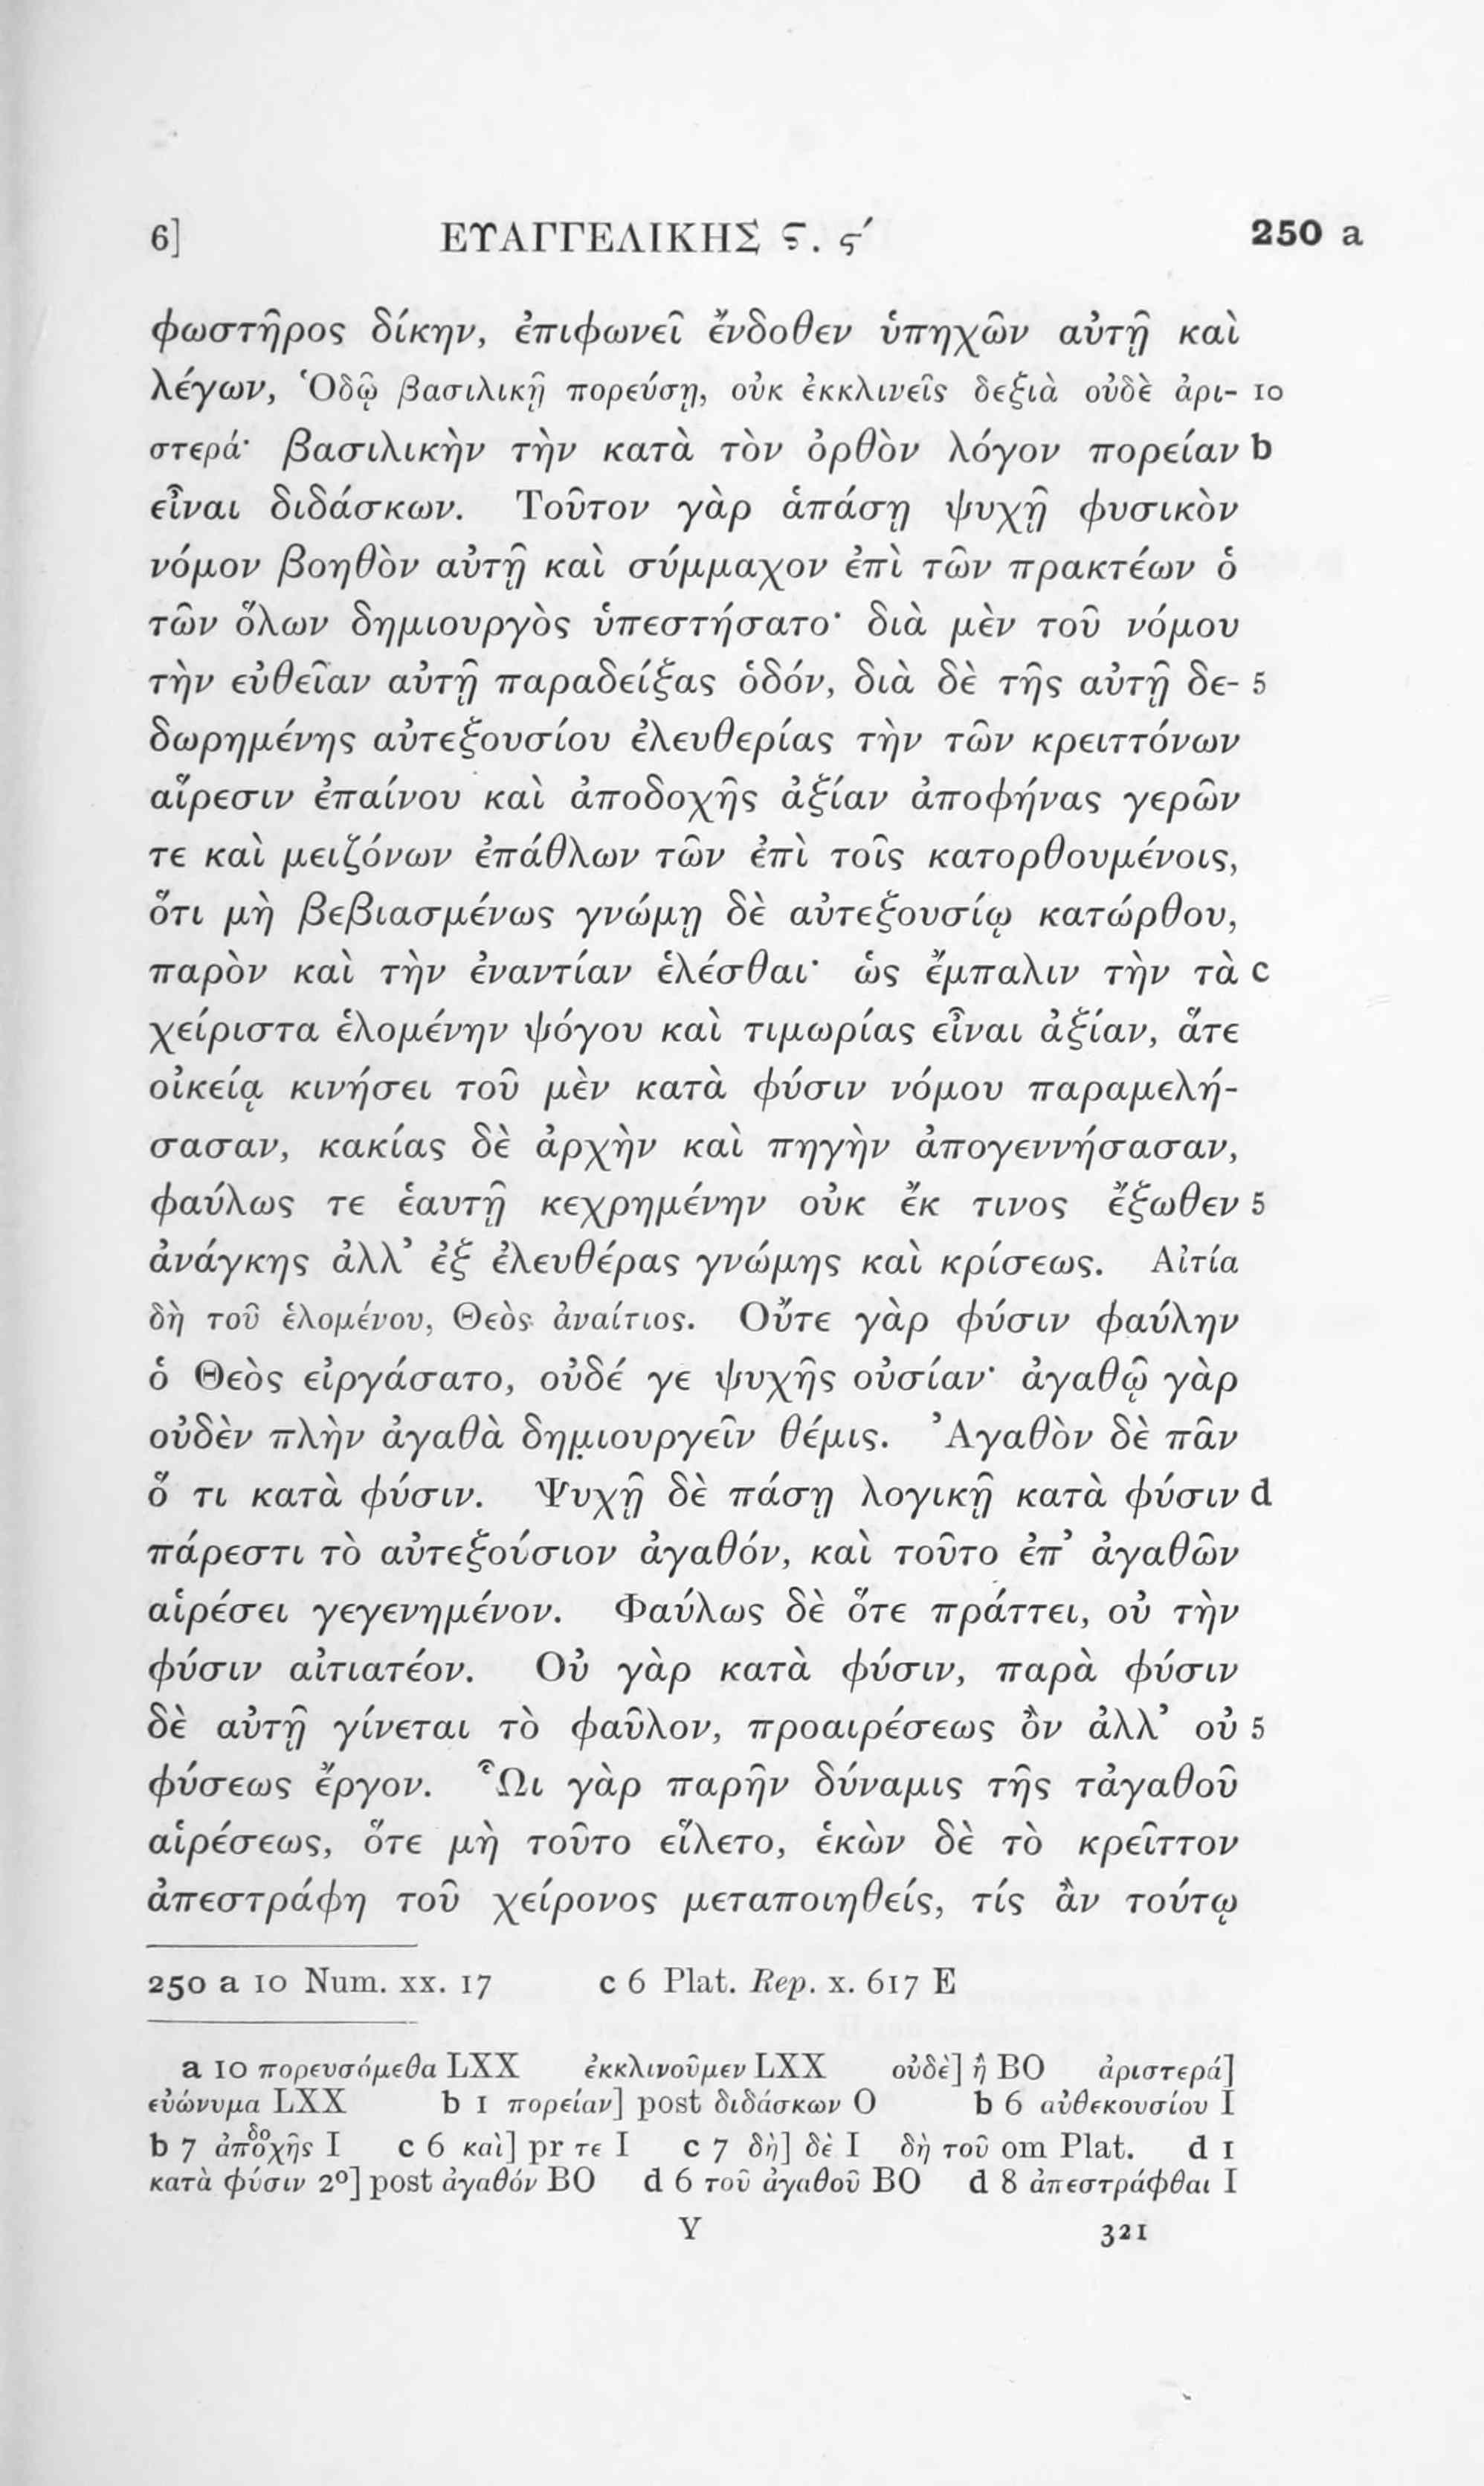 6] ΕΥΑΓΓΕΛΙΚΗΣ Ϛ. ϛ´ 250 a
φωστῆρος δίκην, ἐπιφωνεῖ ἔνδοθεν ὑπηχῶν αὐτῇ καὶ
λέγων, Ὁδῷ βασιλικῇ πορεύσῃ, οὐκ ἐκκλινεῖς δεξιὰ οὐδὲ ἀρι- 10
στερά· βασιλικὴν τὴν κατὰ τὸν ὀρθὸν λόγον πορείαν b
εἶναι διδάσκων. Τοῦτον γὰρ ἁπάσῃ ψυχῇ φυσικὸν
νόμον βοηθὸν αὐτῇ καὶ σύμμαχον ἐπὶ τῶν πρακτέων ὁ
τῶν ὅλων δημιουργὸς ὑπεστήσατο· διὰ μὲν τοῦ νόμου
τὴν εὐθεῖαν αὐτῇ παραδείξας ὁδόν, διὰ δὲ τῆς αὐτῇ δε- 5
δωρημένης αὐτεξουσίου ἐλευθερίας τὴν τῶν κρειττόνων
αἵρεσιν ἐπαίνου καὶ ἀποδοχῆς ἀξίαν ἀποφήνας γερῶν
τε καὶ μειζόνων ἐπάθλων τῶν ἐπὶ τοῖς κατορθουμένοις,
ὅτι μὴ βεβιασμένως γνώμῃ δὲ αὐτεξουσίῳ κατώρθου,
παρὸν καὶ τὴν ἐναντίαν ἑλέσθαι· ὡς ἔμπαλιν τὴν τὰ c
χείριστα ἑλομένην ψόγου καὶ τιμωρίας εἶναι ἀξίαν, ἅτε
οἰκείᾳ κινήσει τοῦ μὲν κατὰ φύσιν νόμου παραμελή-
σασαν, κακίας δὲ ἀρχὴν καὶ πηγὴν ἀπογεννήσασαν,
φαύλως τε ἑαυτῇ κεχρημένην οὐκ ἔκ τινος ἔξωθεν 5
ἀνάγκης ἀλλ’ ἐξ ἐλευθέρας γνώμης καὶ κρίσεως. Αἰτία
δὴ τοῦ ἑλομένου, Θεὸς ἀναίτιος. Οὔτε γὰρ φύσιν φαύλην
ὁ Θεὸς εἰργάσατο, οὐδέ γε ψυχῆς οὐσίαν· ἀγαθῷ γὰρ
οὐδὲν πλὴν ἀγαθὰ δημιουργεῖν θέμις. Ἀγαθὸν δὲ πᾶν
ὅ τι κατὰ φύσιν. Ψυχῇ δὲ πάσῃ λογικῇ κατὰ φύσιν d
πάρεστι τὸ αὐτεξούσιον ἀγαθόν, καὶ τοῦτο ἐπ’ ἀγαθῶν
αἱρέσει γεγενημένον. Φαύλως δὲ ὅτε πράττει, οὐ τὴν
φύσιν αἰτιατέον. Οὐ γὰρ κατὰ φύσιν, παρὰ φύσιν
δὲ αὐτῇ γίνεται τὸ φαῦλον, προαιρέσεως ὂν ἀλλ’ οὐ 5
φύσεως ἔργον. Ὧι γὰρ παρῆν δύναμις τῆς τἀγαθοῦ
αἱρέσεως, ὅτε μὴ τοῦτο εἵλετο, ἑκὼν δὲ τὸ κρεῖττον
ἀπεστράφη τοῦ χείρονος μεταποιηθείς, τίς ἂν τούτῳ
250 a 10 Num. xx. 17 c 6 Plat. Rep. x. 617 E
a 10 πορευσόμεθα LXX ἐκκλινοῦμεν LXX οὐδὲ] ἢ BO ἀριστερά]
εὐώνυμα LXX b 1 πορείαν] post διδάσκων O b 6 αὐθεκουσίου I
b 7 ἀποδοχῆς I c 6 καὶ] pr τε I c 7 δὴ] δὲ I δὴ τοῦ om Plat. d 1
κατὰ φύσιν 2º] post ἀγαθόν BO d 6 τοῦ ἀγαθοῦ BO d 8 ἀπεστράφθαι I
Y 321